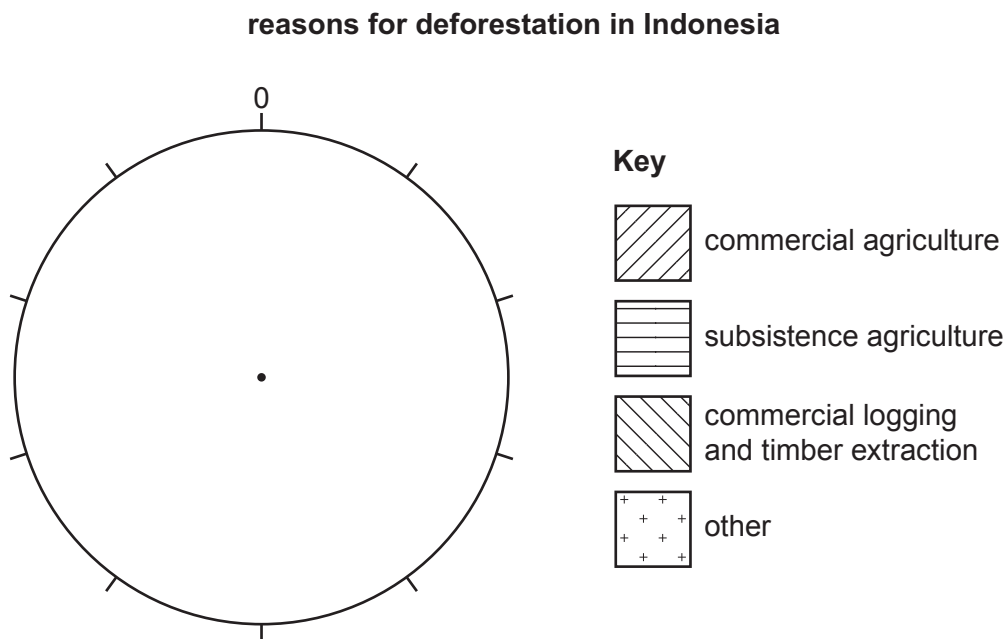 reasons for deforestation in Indonesia
0
Key
commercial agriculture
subsistence agriculture
commercial logging
and timber extraction
other